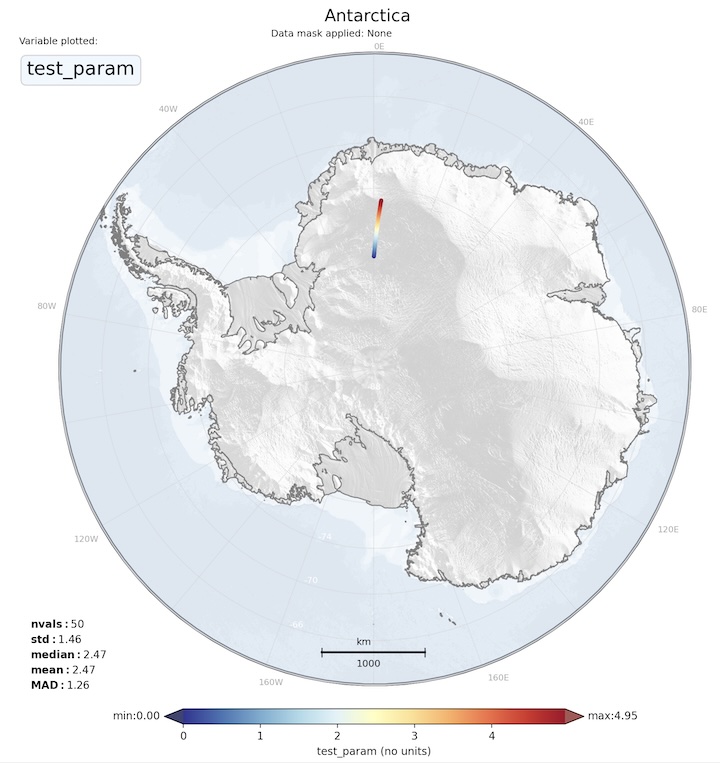 Antarctica
Data mask applied: None
Variable plotted:
test_param
0E
40W
40E
80W
80E
120W
120E
-74
-70
-66
160W
160E
nvals: 50
std: 1.46
median: 2.47
mean: 2.47
MAD: 1.26
km
1000
min:0.00
max:4.95
0 1 2 3 4
test_param (no units)